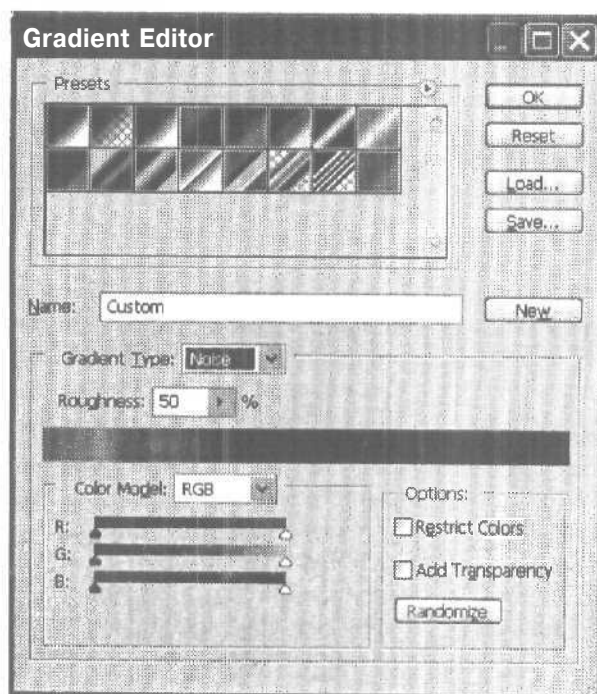 Gradient Editor
Presets
OK
Reset
Load...
Save...
Name: Custom
New
Gradient Type: Noise
Roughness: 50 %
Color Model: RGB
R:
G:
B:
Options:
Restrict Colors
Add Transparency
Randomize